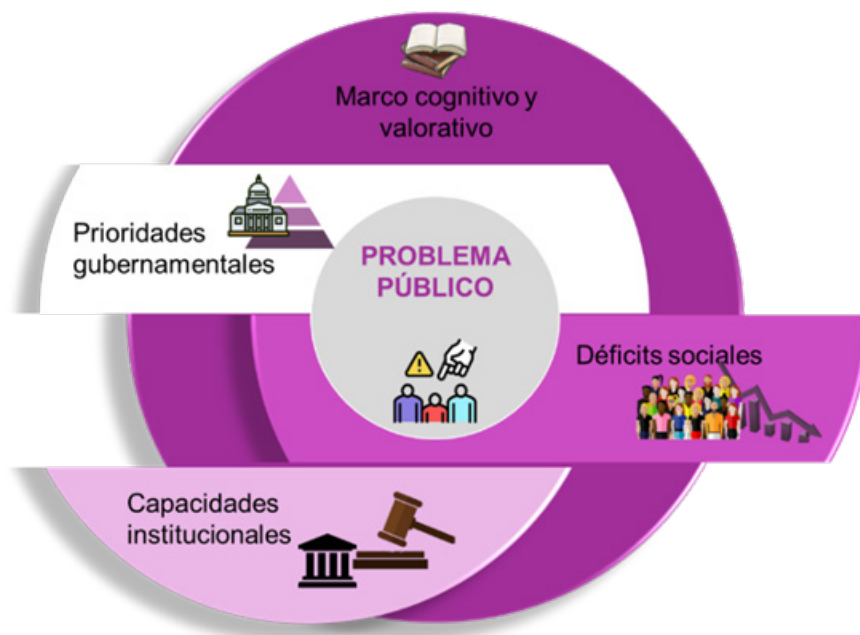 Marco cognitivo y
valorativo
Prioridades
gubernamentales
PROBLEMA
PÚBLICO
Déficits sociales
Capacidades
institucionales